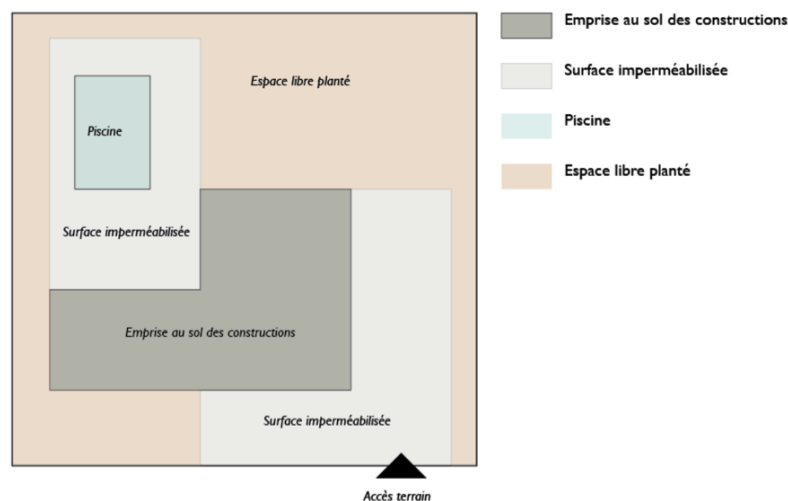 Espace libre planté
Piscine
Surface imperméabilisée
Emprise au sol des constructions
Surface imperméabilisée
Accès terrain
Emprise au sol des constructions
Surface imperméabilisée
Piscine
Espace libre planté